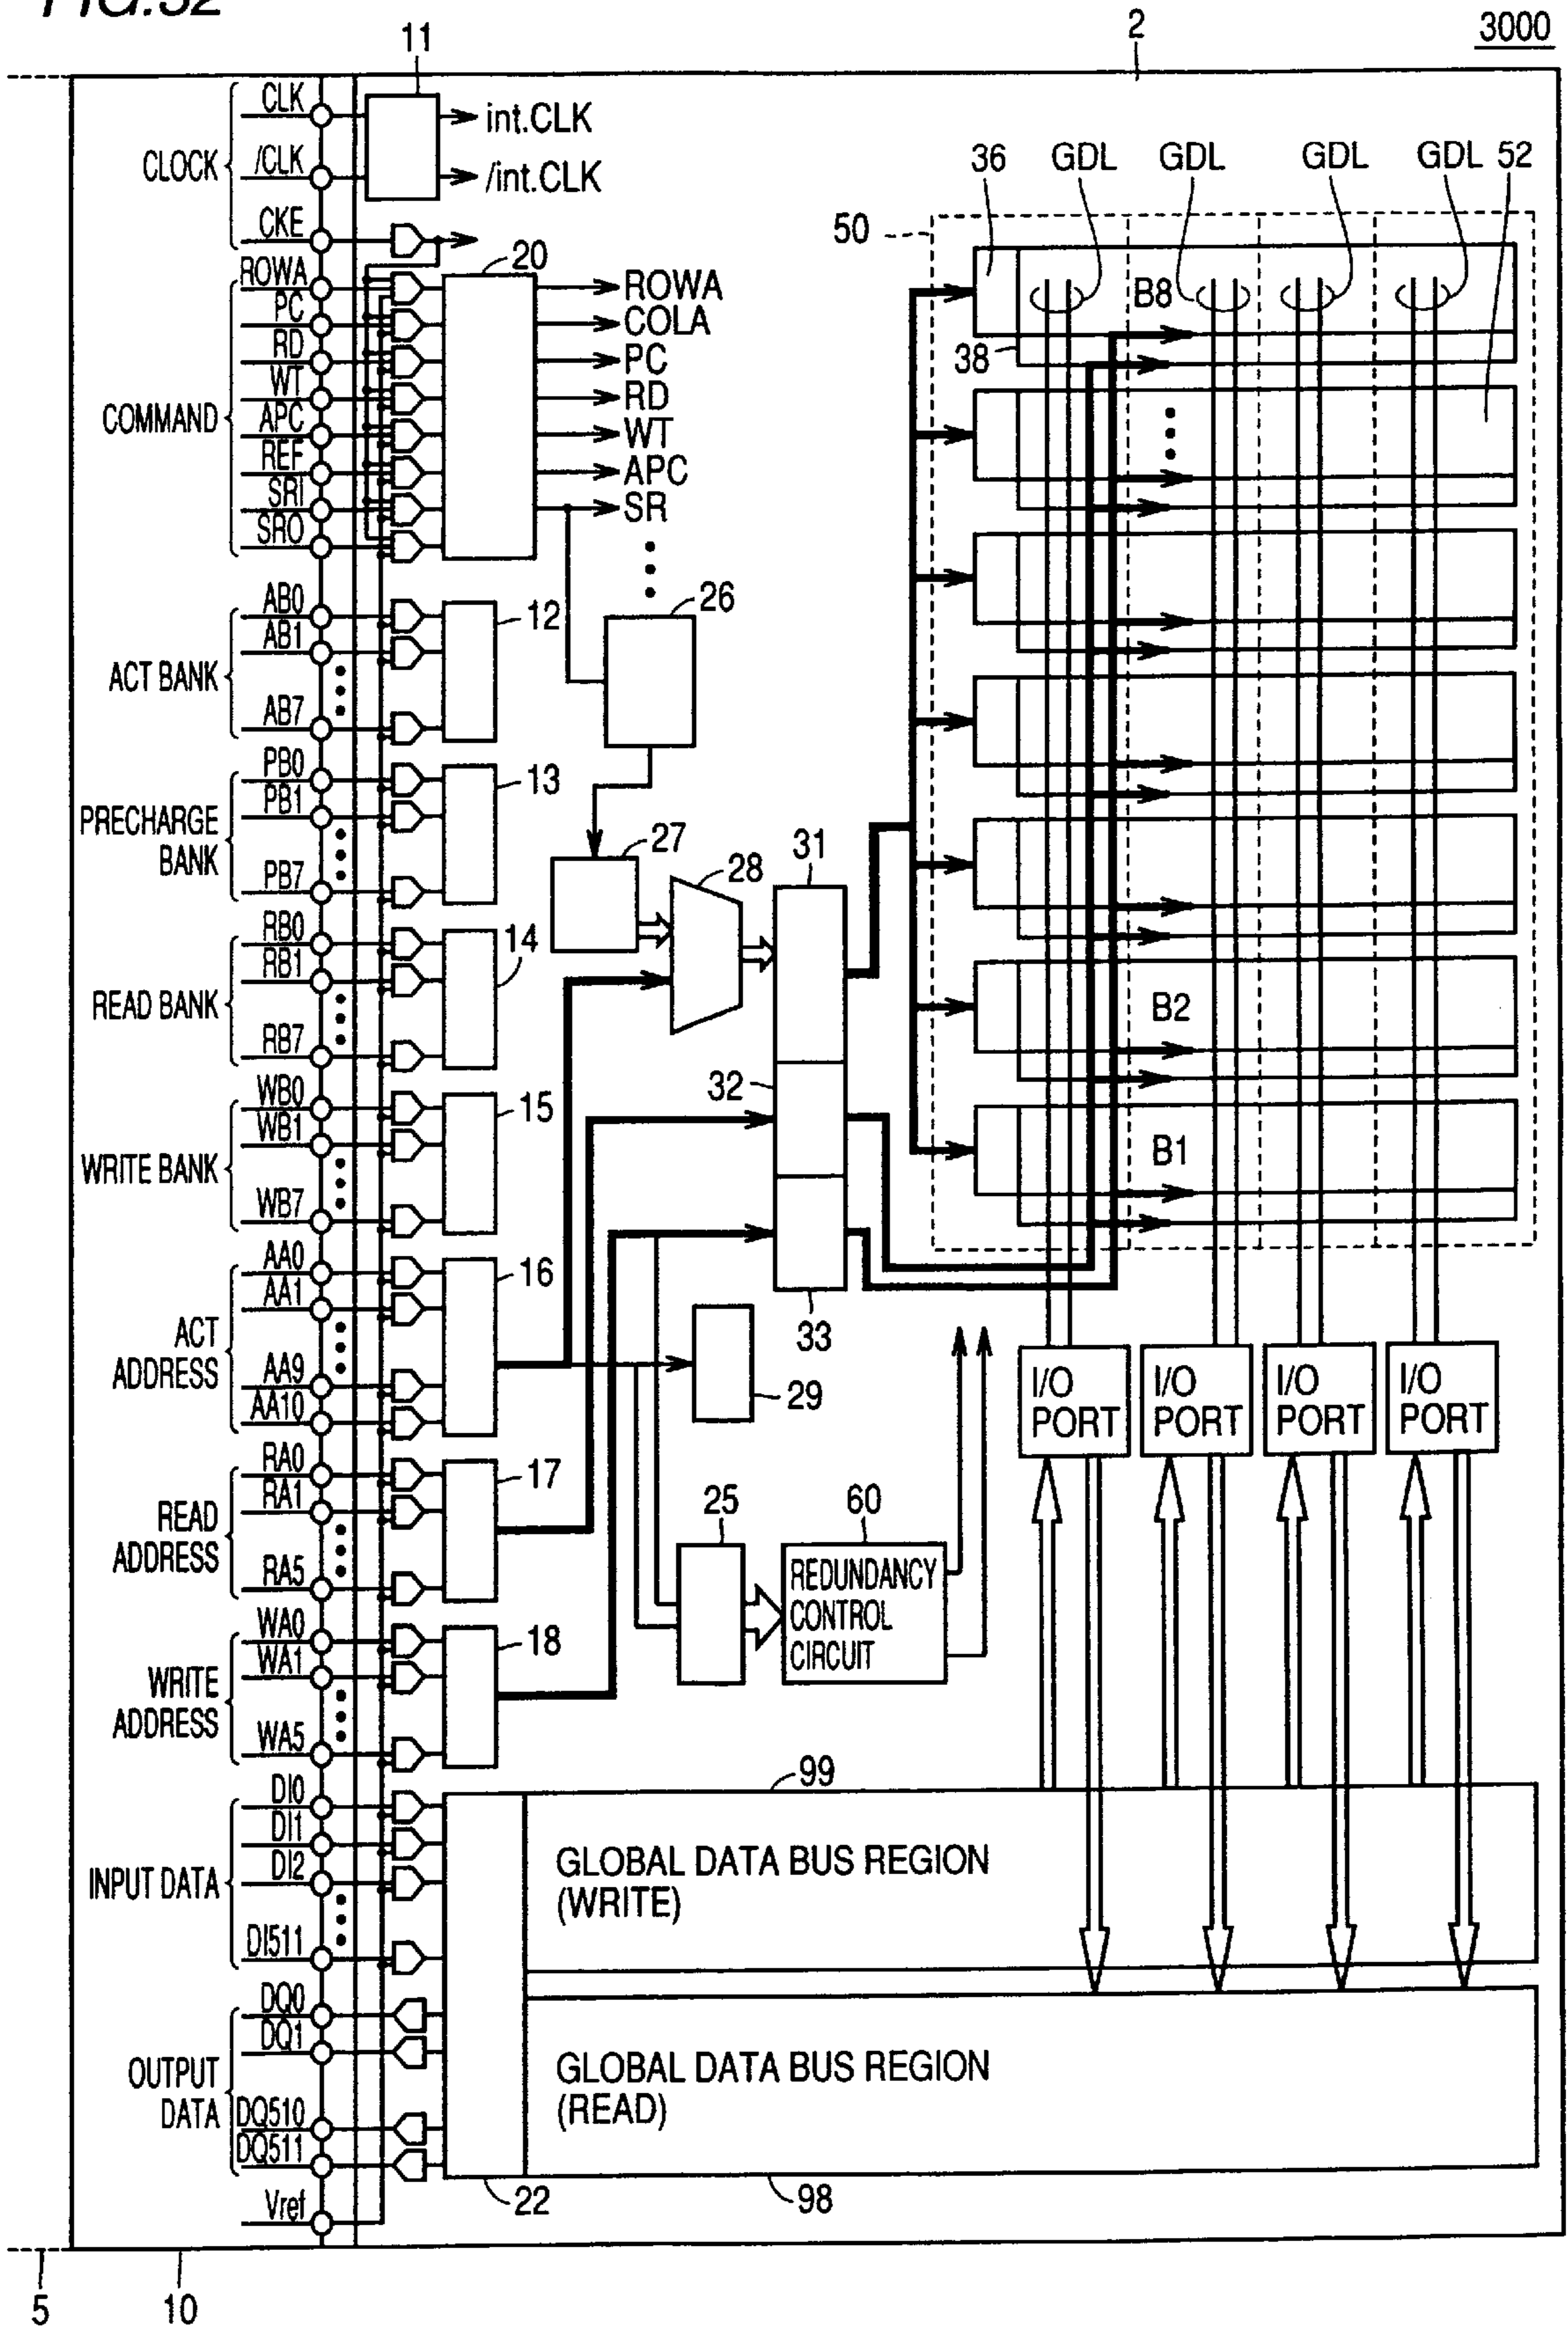 FIG.52
3000
2
11
CLOCK
CLK
/CLK
CKE
int.CLK
/int.CLK
36
GDL
GDL
GDL
GDL
52
50
38
B8
B2
B1
20
COMMAND
ROWA
PC
RD
WT
APC
REF
SRI
SRO
ROWA
COLA
PC
RD
WT
APC
SR
26
ACT BANK
AB0
AB1
AB7
12
PRECHARGE
BANK
PB0
PB1
PB7
13
27
28
31
READ BANK
RB0
RB1
RB7
14
32
WRITE BANK
WB0
WB1
WB7
15
33
ACT
ADDRESS
AA0
AA1
AA9
AA10
16
29
I/O
PORT
I/O
PORT
I/O
PORT
I/O
PORT
READ
ADDRESS
RA0
RA1
RA5
17
25
60
REDUNDANCY
CONTROL
CIRCUIT
WRITE
ADDRESS
WA0
WA1
WA5
18
99
INPUT DATA
DI0
DI1
DI2
DI511
GLOBAL DATA BUS REGION
(WRITE)
OUTPUT
DATA
DQ0
DQ1
DQ510
DQ511
GLOBAL DATA BUS REGION
(READ)
Vref
22
98
5
10